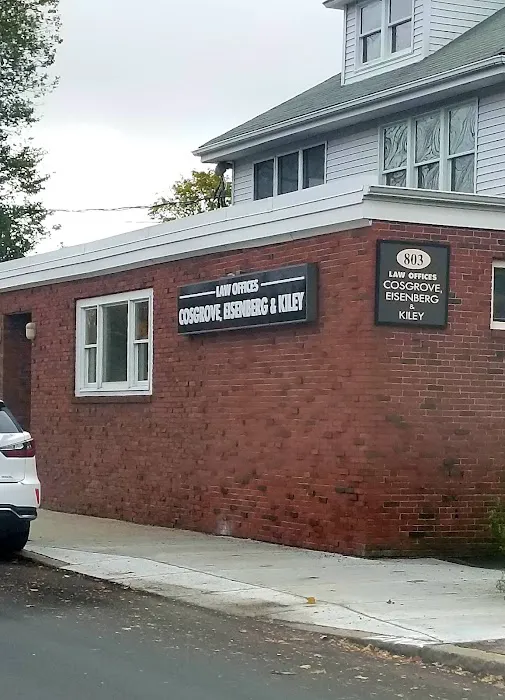 LAW OFFICES
COSGROVE, EISENBERG & KILEY
803
LAW OFFICES
COSGROVE,
EISENBERG
&
KILEY